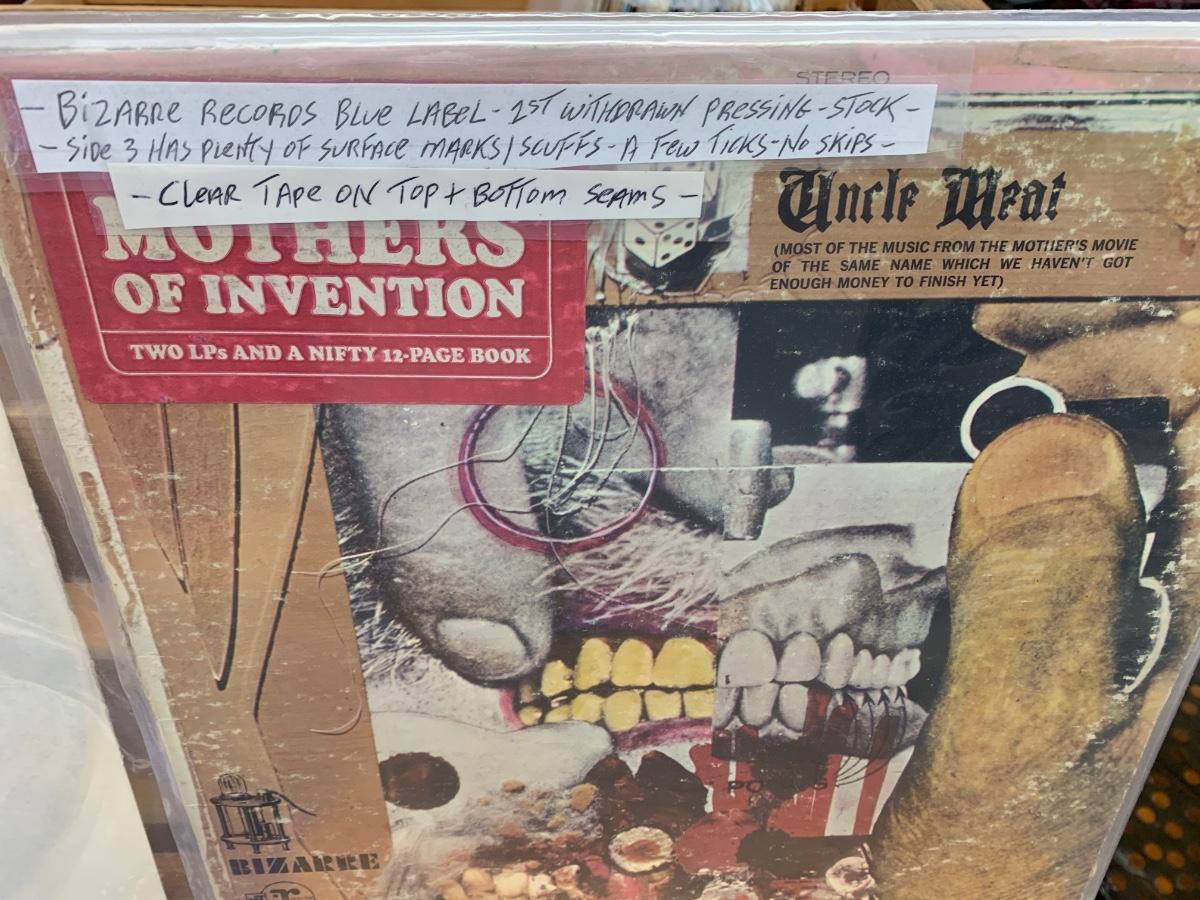 STEREO
- BIZARRE RECORDS BLUE LABEL - 1ST WITHDRAWN PRESSING - STOCK -
- Side 3 HAS PLENTY OF SURFACE MARKS/SCUFFS - A FEW TICKS - NO SKIPS -
- CLEAR TAPE ON TOP + BOTTOM SEAMS -
MOTHERS
OF INVENTION
TWO LPs AND A NIFTY 12-PAGE BOOK
Uncle Meat
(MOST OF THE MUSIC FROM THE MOTHER'S MOVIE
OF THE SAME NAME WHICH WE HAVEN'T GOT
ENOUGH MONEY TO FINISH YET)
BIZARRE